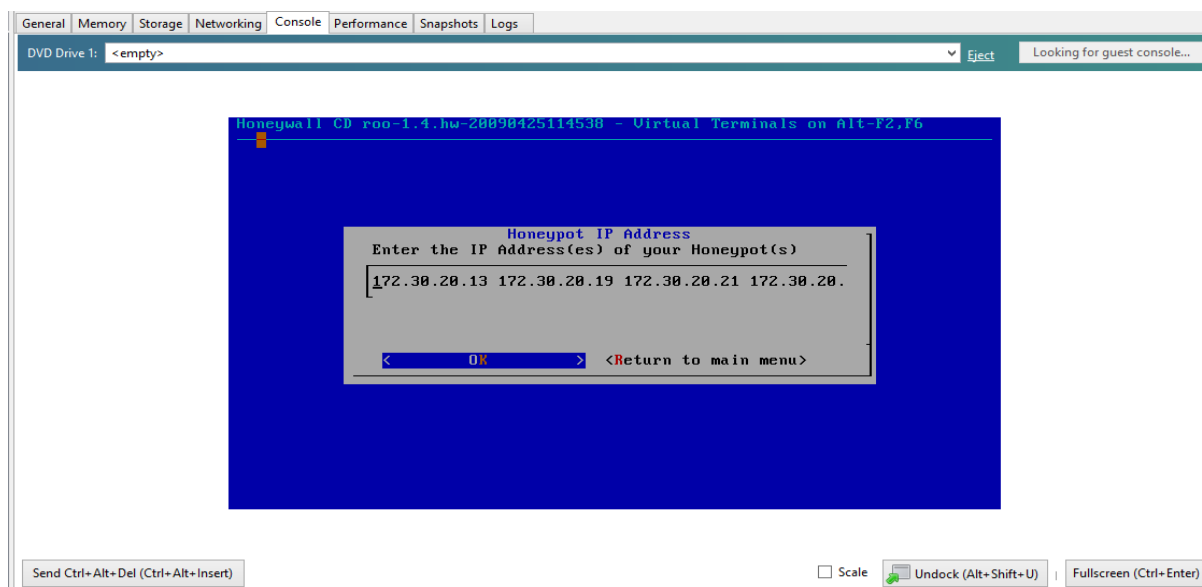 General Memory Storage Networking Console Performance Snapshots Logs
DVD Drive 1: <empty> Eject Looking for guest console...
Honeywall CD roo-1.4.hw-20090425114538 - Virtual Terminals on Alt-F2,F6
Honeypot IP Address
Enter the IP Address(es) of your Honeypot(s)
172.30.20.13 172.30.20.19 172.30.20.21 172.30.20.
< OK > <Return to main menu>
Send Ctrl+Alt+Del (Ctrl+Alt+Insert) Scale Undock (Alt+Shift+U) Fullscreen (Ctrl+Enter)